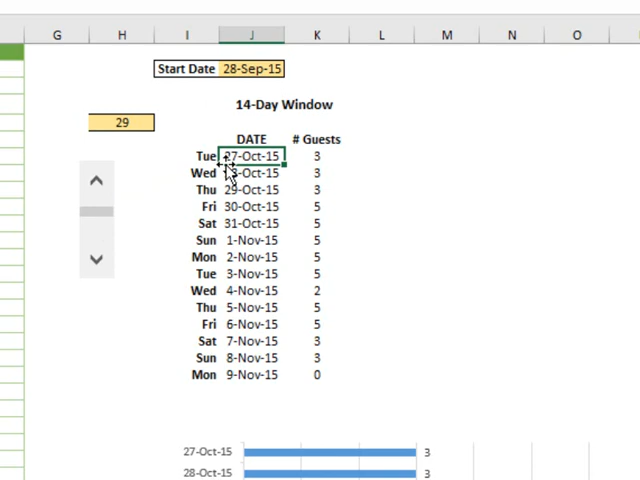 G H I J K L M N O
Start Date 28-Sep-15
14-Day Window
29
DATE # Guests
Tue 27-Oct-15 3
Wed 3
Thu 29-Oct-15 3
Fri 30-Oct-15 5
Sat 31-Oct-15 5
Sun 1-Nov-15 5
Mon 2-Nov-15 5
Tue 3-Nov-15 5
Wed 4-Nov-15 2
Thu 5-Nov-15 5
Fri 6-Nov-15 5
Sat 7-Nov-15 3
Sun 8-Nov-15 3
Mon 9-Nov-15 0
27-Oct-15 3
28-Oct-15 3